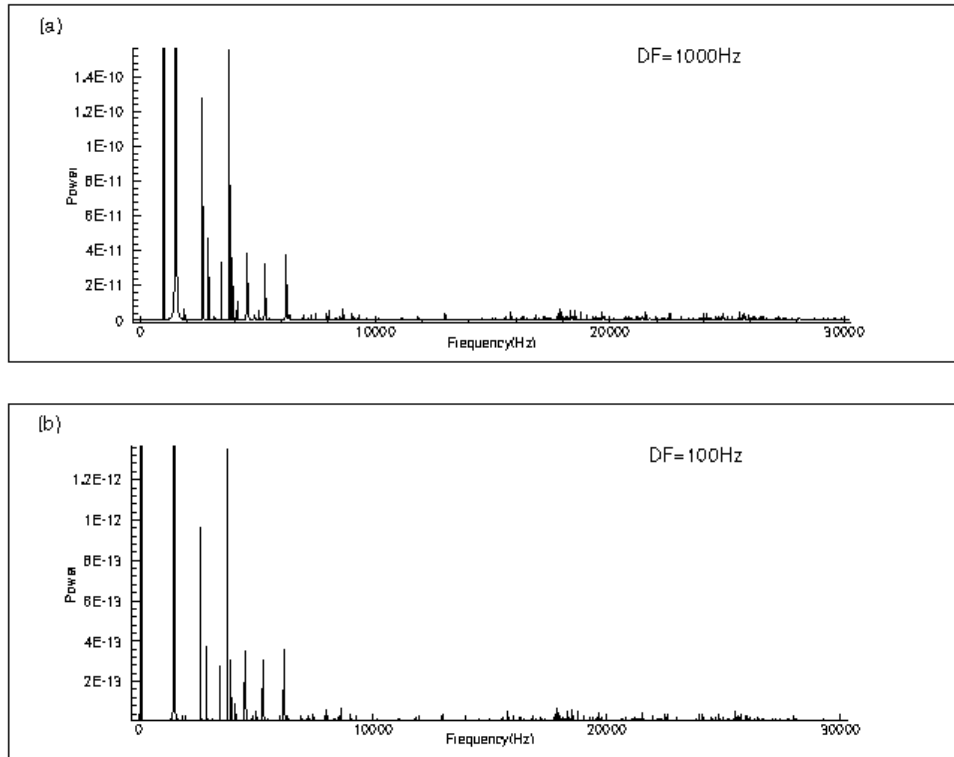 (a)
DF=1000Hz
1.4E-10
1.2E-10
1E-10
8E-11
6E-11
4E-11
2E-11
0
Power
0 10000 20000 30000
Frequency(Hz)
(b)
DF=100Hz
1.2E-12
1E-12
8E-13
6E-13
4E-13
2E-13
Power
0 10000 20000 30000
Frequency(Hz)